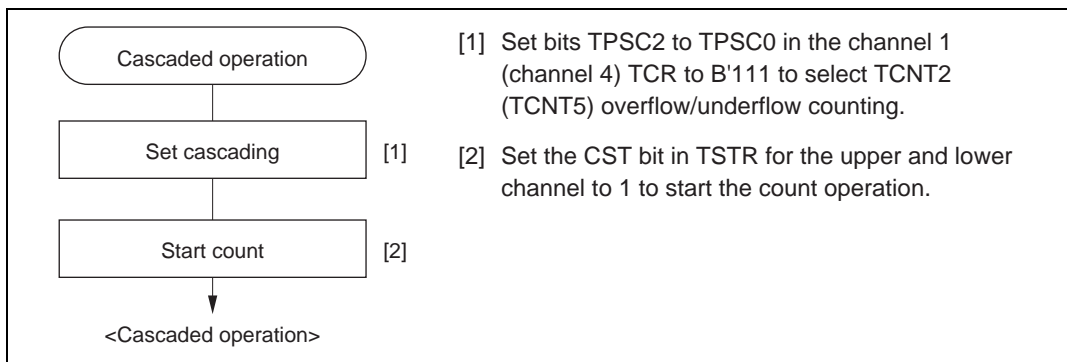 Cascaded operation
Set cascading
[1]
Start count
[2]
<Cascaded operation>
[1] Set bits TPSC2 to TPSC0 in the channel 1
(channel 4) TCR to B'111 to select TCNT2
(TCNT5) overflow/underflow counting.
[2] Set the CST bit in TSTR for the upper and lower
channel to 1 to start the count operation.